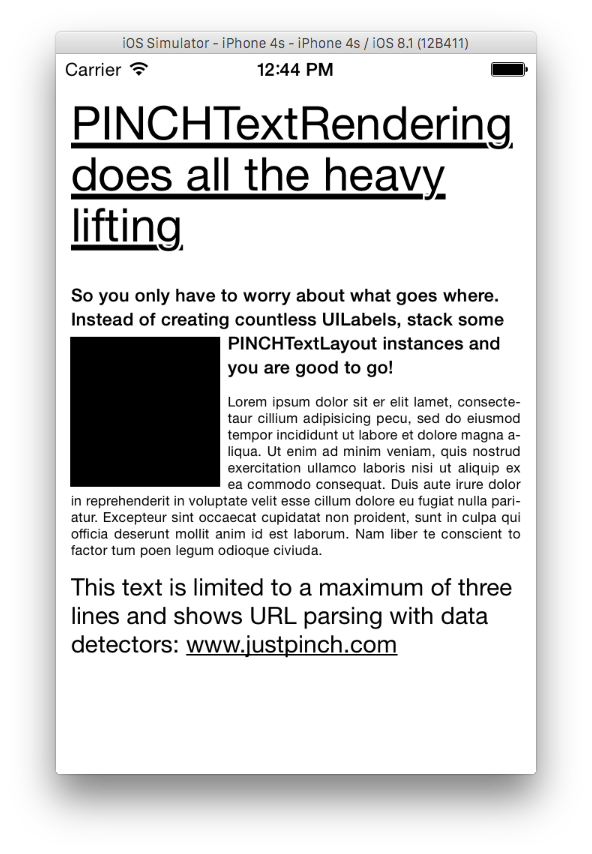 iOS Simulator - iPhone 4s - iPhone 4s / iOS 8.1 (12B411)
Carrier 12:44 PM
PINCHTextRendering
does all the heavy
lifting
So you only have to worry about what goes where.
Instead of creating countless UILabels, stack some
PINCHTextLayout instances and
you are good to go!
Lorem ipsum dolor sit er elit lamet, consecte-
taur cillium adipisicing pecu, sed do eiusmod
tempor incididunt ut labore et dolore magna a-
liqua. Ut enim ad minim veniam, quis nostrud
exercitation ullamco laboris nisi ut aliquip ex
ea commodo consequat. Duis aute irure dolor
in reprehenderit in voluptate velit esse cillum dolore eu fugiat nulla pari-
atur. Excepteur sint occaecat cupidatat non proident, sunt in culpa qui
officia deserunt mollit anim id est laborum. Nam liber te conscient to
factor tum poen legum odioque civiuda.
This text is limited to a maximum of three
lines and shows URL parsing with data
detectors: www.justpinch.com